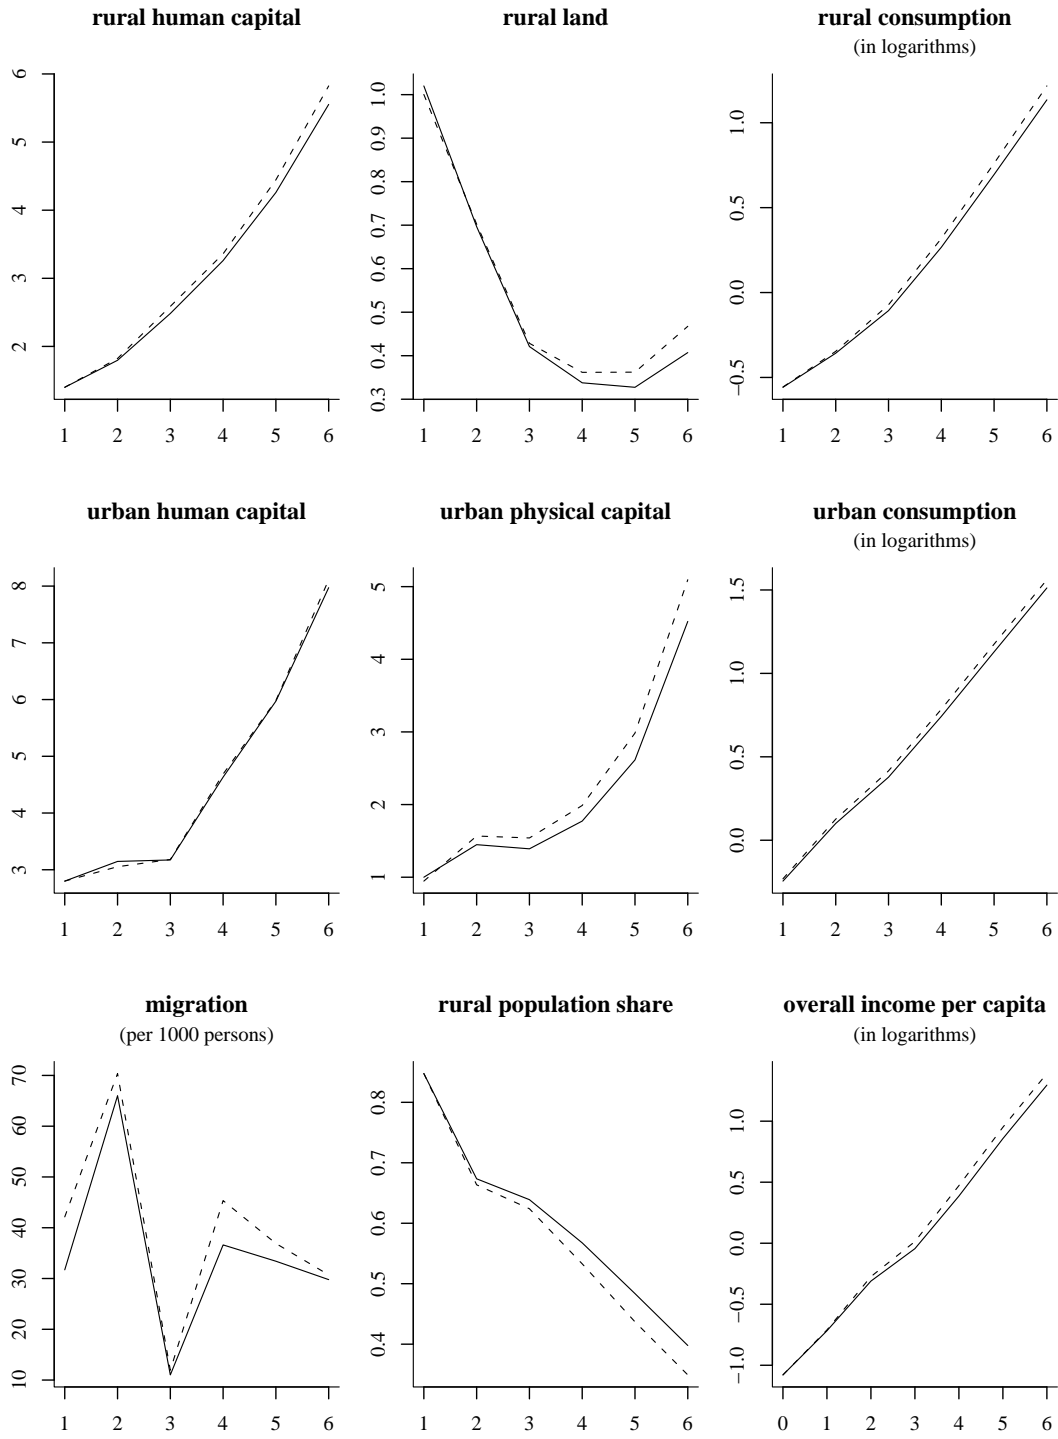 rural human capital
2 3 4 5 6
1 2 3 4 5 6
rural land
0.3 0.4 0.5 0.6 0.7 0.8 0.9 1.0
1 2 3 4 5 6
rural consumption
(in logarithms)
−0.5 0.0 0.5 1.0
1 2 3 4 5 6
urban human capital
3 4 5 6 7 8
1 2 3 4 5 6
urban physical capital
1 2 3 4 5
1 2 3 4 5 6
urban consumption
(in logarithms)
0.0 0.5 1.0 1.5
1 2 3 4 5 6
migration
(per 1000 persons)
10 20 30 40 50 60 70
1 2 3 4 5 6
rural population share
0.4 0.5 0.6 0.7 0.8
1 2 3 4 5 6
overall income per capita
(in logarithms)
−1.0 −0.5 0.0 0.5 1.0
0 1 2 3 4 5 6